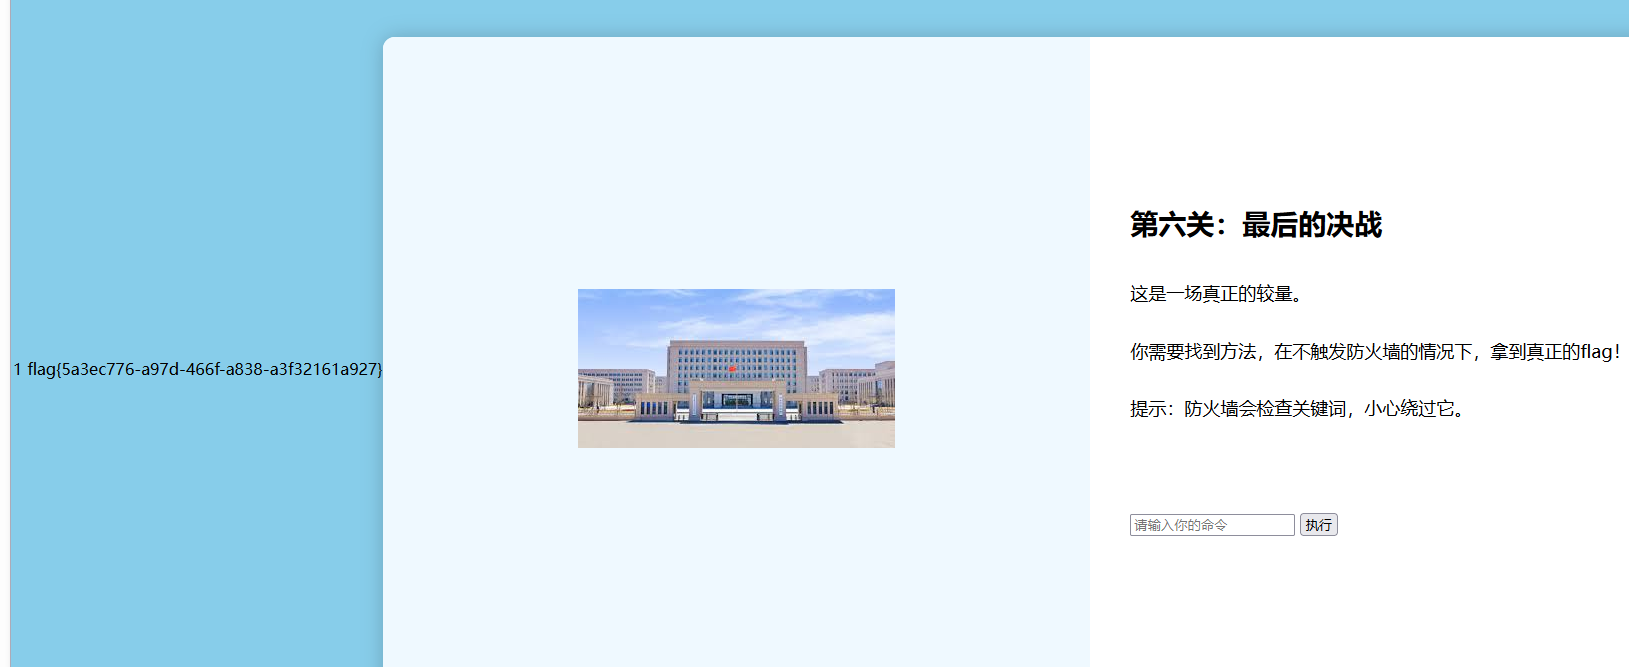 1 flag{5a3ec776-a97d-466f-a838-a3f32161a927}
第六关：最后的决战
这是一场真正的较量。
你需要找到方法，在不触发防火墙的情况下，拿到真正的flag！
提示：防火墙会检查关键词，小心绕过它。
请输入你的命令 执行